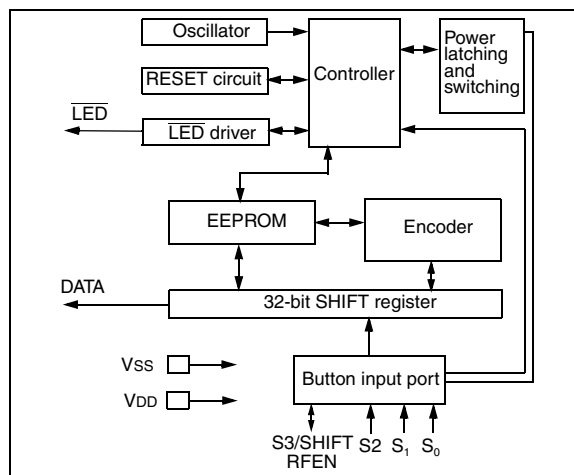 Oscillator
RESET circuit
LED
LED driver
Controller
Power
latching
and
switching
EEPROM
Encoder
DATA
32-bit SHIFT register
VSS
VDD
Button input port
S3/SHIFT
RFEN
S2
S₁
S₀